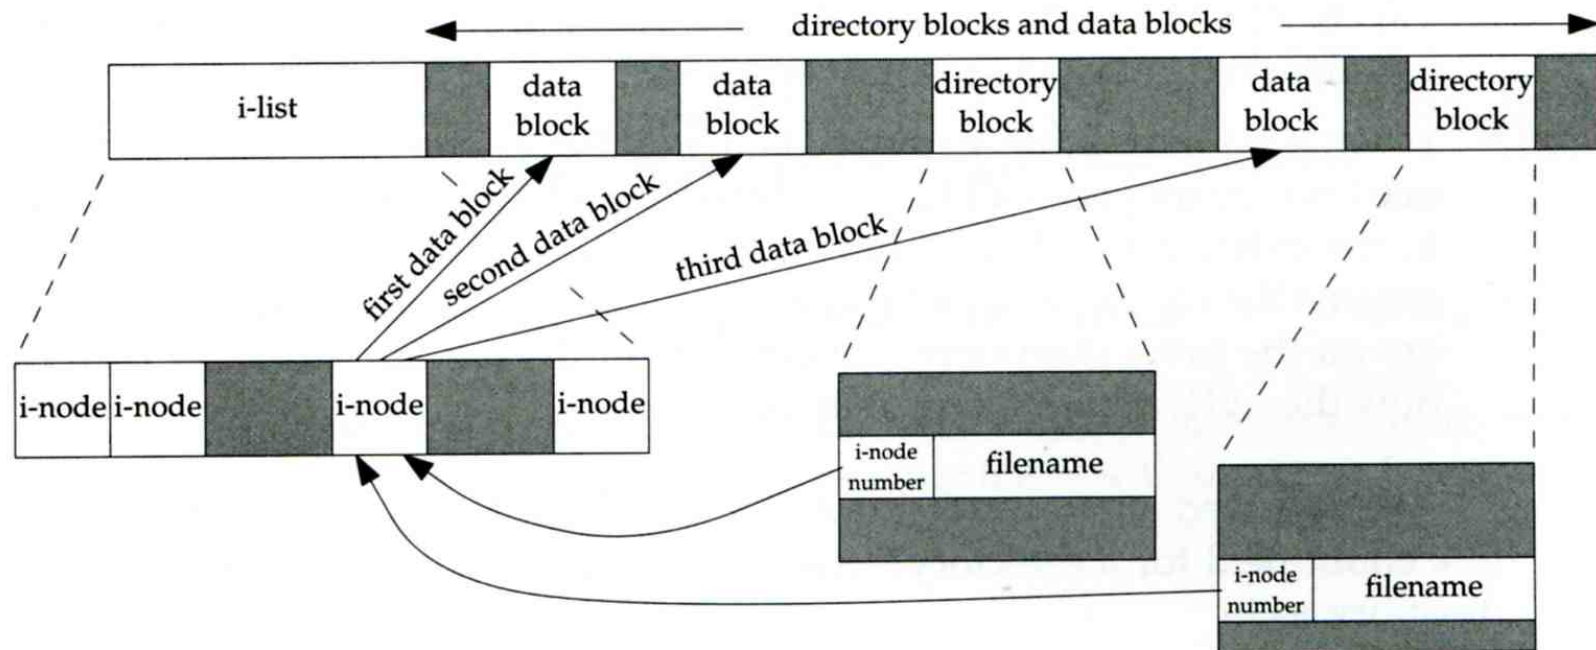 directory blocks and data blocks
i-list
data
block
data
block
directory
block
data
block
directory
block
first data block
second data block
third data block
i-node
i-node
i-node
i-node
i-node
number
filename
i-node
number
filename